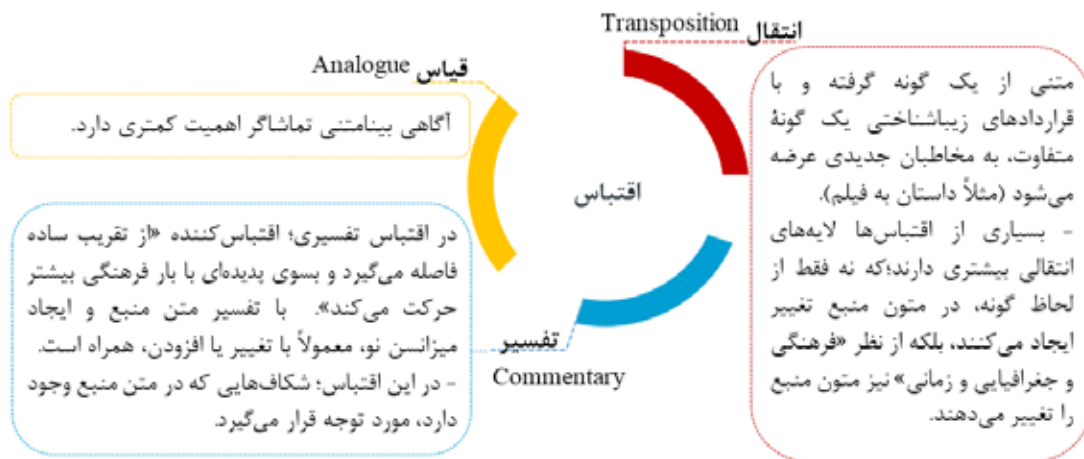 انتقال Transposition
متنی از یک گونه گرفته و با
قراردادهای زیباشناختی یک گونهٔ
متفاوت، به مخاطبان جدیدی عرضه
می‌شود (مثلاً داستان به فیلم).
- بسیاری از اقتباس‌ها لایه‌های
انتقالی بیشتری دارند؛که نه فقط از
لحاظ گونه، در متون منبع تغییر
ایجاد می‌کنند، بلکه از نظر «فرهنگی
و جغرافیایی و زمانی» نیز متون منبع
را تغییر می‌دهند.
قیاس Analogue
آگاهی بینامتنی تماشاگر اهمیت کمتری دارد.
اقتباس
تفسیر
Commentary
در اقتباس تفسیری؛ اقتباس‌کننده «از تقریب ساده
فاصله می‌گیرد و بسوی پدیده‌ای با بار فرهنگی بیشتر
حرکت می‌کند». با تفسیر متن منبع و ایجاد
میزانسن نو، معمولاً با تغییر یا افزودن، همراه است.
- در این اقتباس؛ شکاف‌هایی که در متن منبع وجود
دارد، مورد توجه قرار می‌گیرد.